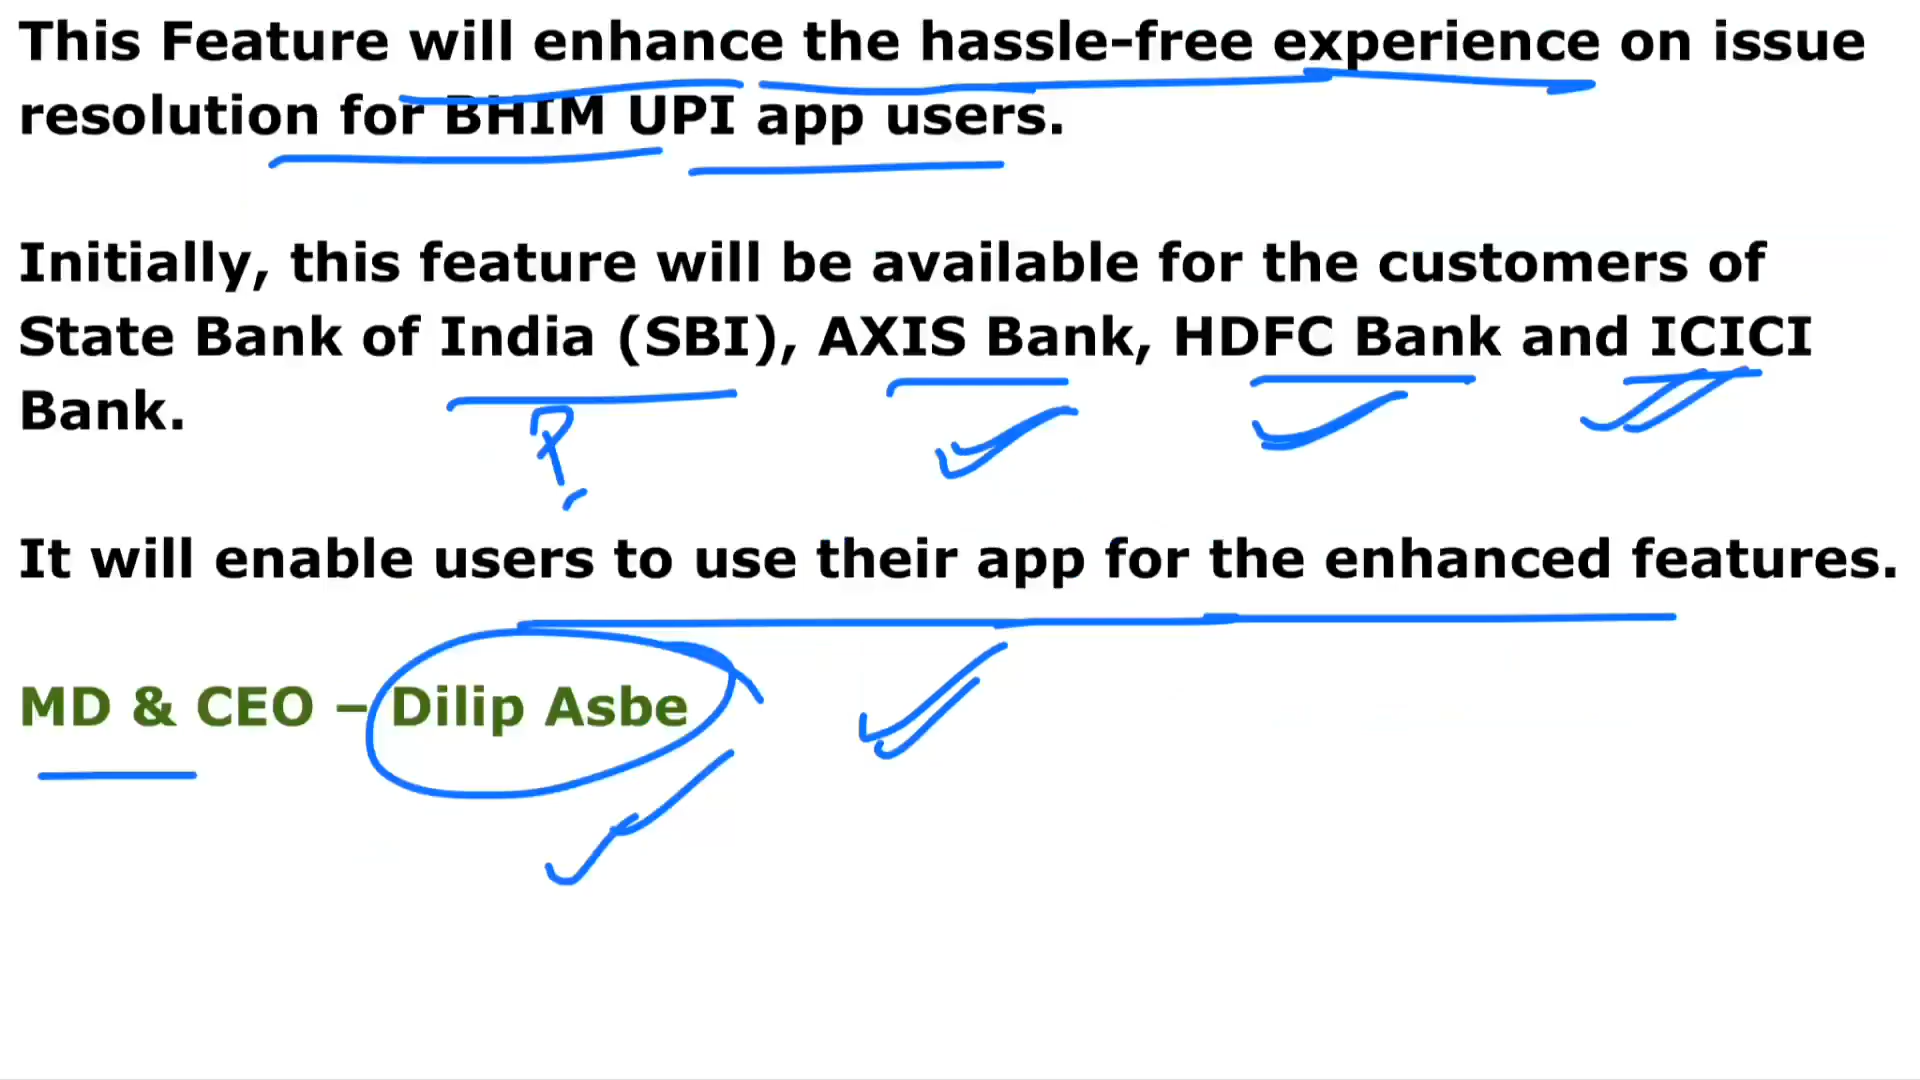 This Feature will enhance the hassle-free experience on issue
resolution for BHIM UPI app users.
Initially, this feature will be available for the customers of
State Bank of India (SBI), AXIS Bank, HDFC Bank and ICICI
Bank.
It will enable users to use their app for the enhanced features.
MD & CEO – Dilip Asbe